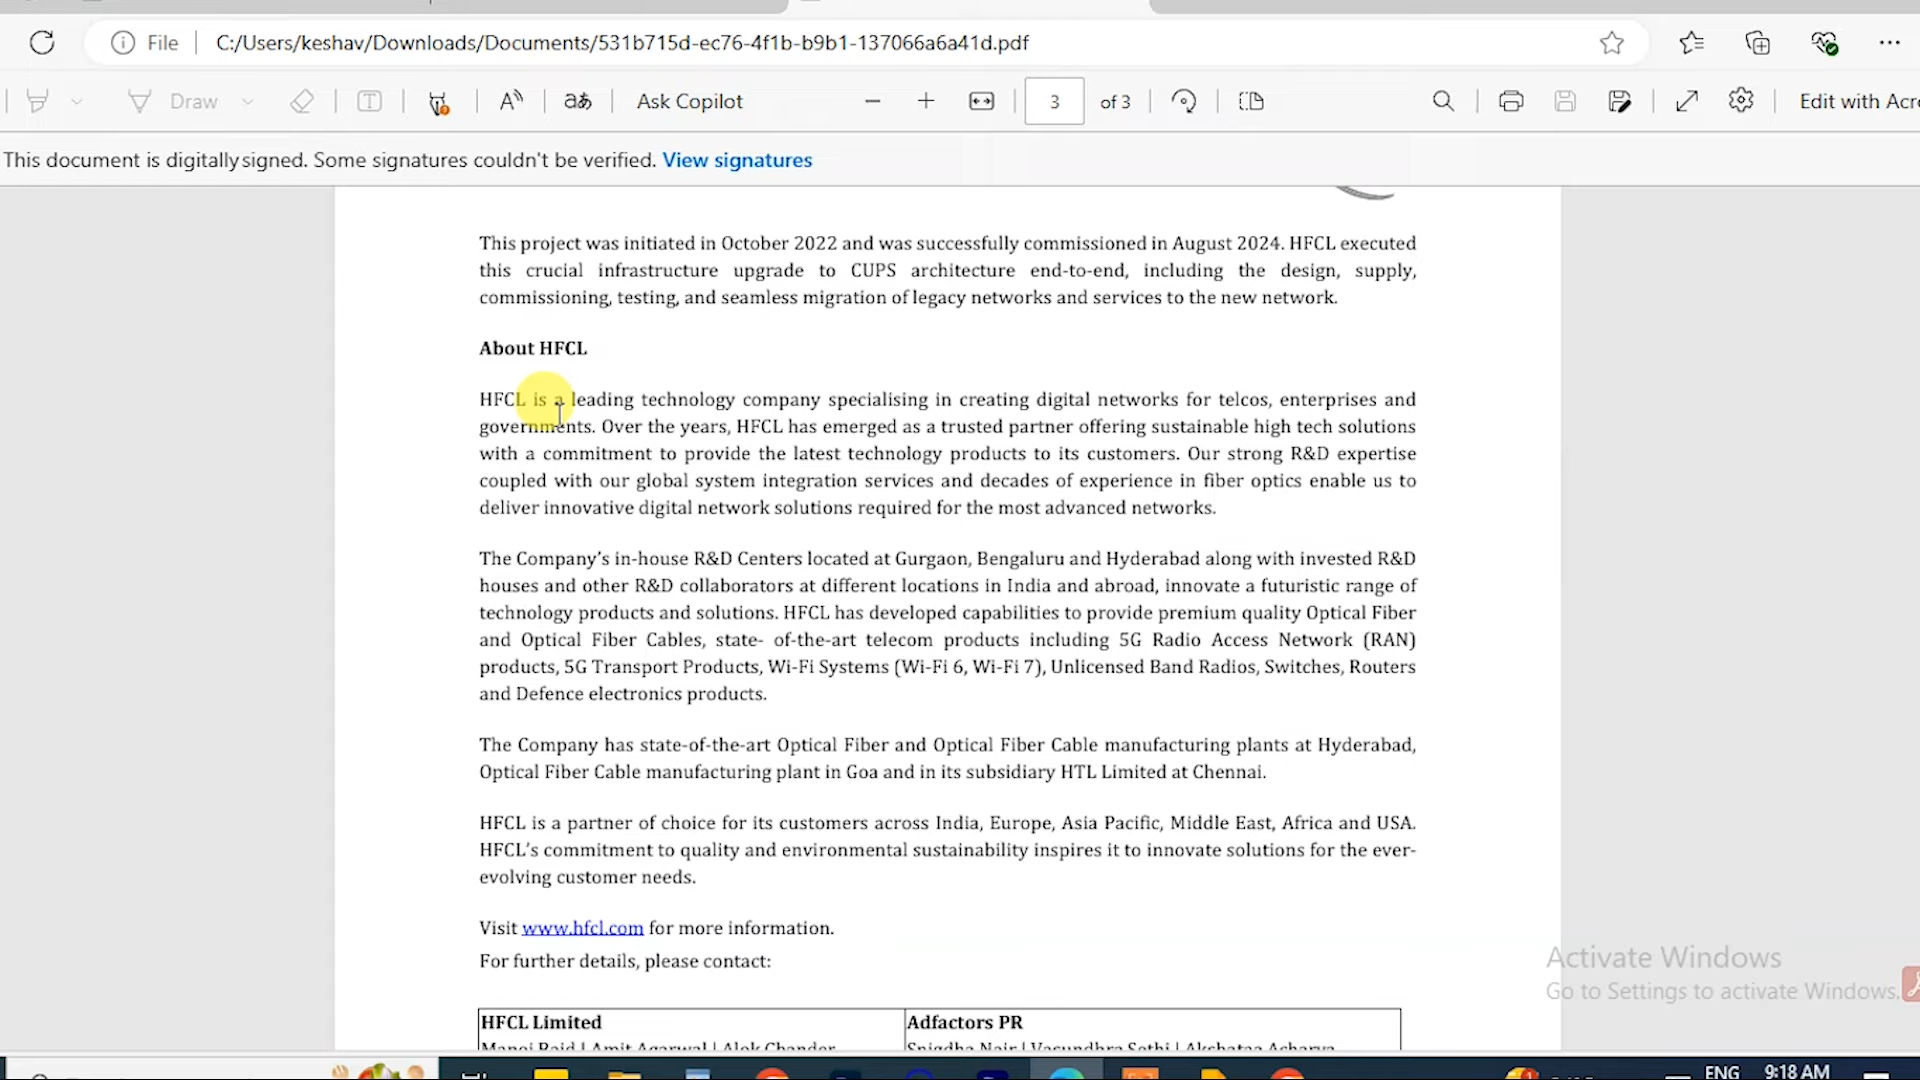 File C:/Users/keshav/Downloads/Documents/531b715d-ec76-4f1b-b9b1-137066a6a41d.pdf
Draw aあ Ask Copilot 3 of 3 Edit with Acro
This document is digitally signed. Some signatures couldn't be verified. View signatures
This project was initiated in October 2022 and was successfully commissioned in August 2024. HFCL executed
this crucial infrastructure upgrade to CUPS architecture end-to-end, including the design, supply,
commissioning, testing, and seamless migration of legacy networks and services to the new network.
About HFCL
HFCL is a leading technology company specialising in creating digital networks for telcos, enterprises and
governments. Over the years, HFCL has emerged as a trusted partner offering sustainable high tech solutions
with a commitment to provide the latest technology products to its customers. Our strong R&D expertise
coupled with our global system integration services and decades of experience in fiber optics enable us to
deliver innovative digital network solutions required for the most advanced networks.
The Company's in-house R&D Centers located at Gurgaon, Bengaluru and Hyderabad along with invested R&D
houses and other R&D collaborators at different locations in India and abroad, innovate a futuristic range of
technology products and solutions. HFCL has developed capabilities to provide premium quality Optical Fiber
and Optical Fiber Cables, state- of-the-art telecom products including 5G Radio Access Network (RAN)
products, 5G Transport Products, Wi-Fi Systems (Wi-Fi 6, Wi-Fi 7), Unlicensed Band Radios, Switches, Routers
and Defence electronics products.
The Company has state-of-the-art Optical Fiber and Optical Fiber Cable manufacturing plants at Hyderabad,
Optical Fiber Cable manufacturing plant in Goa and in its subsidiary HTL Limited at Chennai.
HFCL is a partner of choice for its customers across India, Europe, Asia Pacific, Middle East, Africa and USA.
HFCL's commitment to quality and environmental sustainability inspires it to innovate solutions for the ever-
evolving customer needs.
Visit www.hfcl.com for more information.
For further details, please contact:
HFCL Limited Adfactors PR
Manoj Baid | Amit Agarwal | Alok Chander Snigdha Nair | Vasundhra Sethi | Akshataa Acharya
Activate Windows
Go to Settings to activate Windows.
ENG 9:18 AM